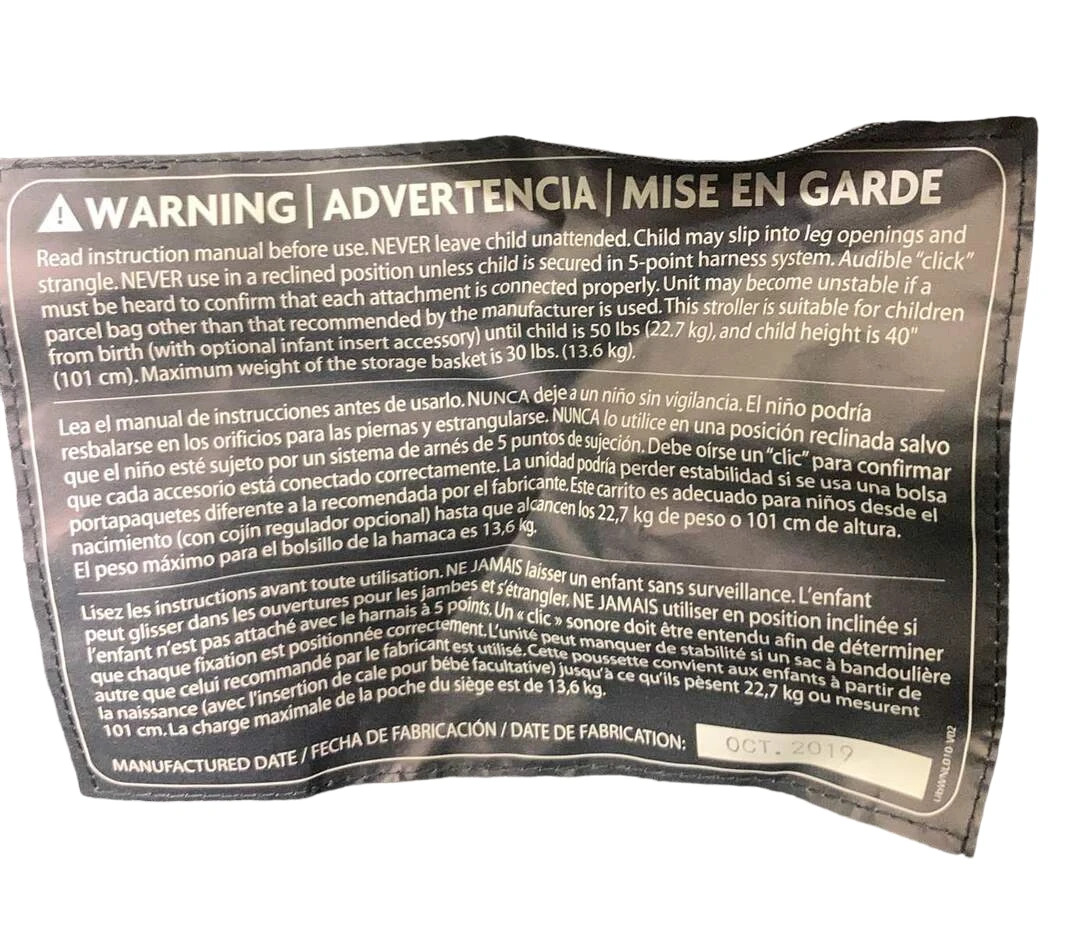 WARNING | ADVERTENCIA | MISE EN GARDE
Read instruction manual before use. NEVER leave child unattended. Child may slip into leg openings and
strangle. NEVER use in a reclined position unless child is secured in 5-point harness system. Audible "click"
must be heard to confirm that each attachment is connected properly. Unit may become unstable if a
parcel bag other than that recommended by the manufacturer is used. This stroller is suitable for children
from birth (with optional infant insert accessory) until child is 50 lbs (22.7 kg), and child height is 40"
(101 cm). Maximum weight of the storage basket is 30 lbs. (13.6 kg).
Lea el manual de instrucciones antes de usarlo. NUNCA deje a un niño sin vigilancia. El niño podría
resbalarse en los orificios para las piernas y estrangularse. NUNCA lo utilice en una posición reclinada salvo
que el niño esté sujeto por un sistema de arnés de 5 puntos de sujeción. Debe oírse un "clic" para confirmar
que cada accesorio está conectado correctamente. La unidad podría perder estabilidad si se usa una bolsa
portapaquetes diferente a la recomendada por el fabricante. Este carrito es adecuado para niños desde el
nacimiento (con cojín regulador opcional) hasta que alcancen los 22,7 kg de peso o 101 cm de altura.
El peso máximo para el bolsillo de la hamaca es 13,6 kg.
Lisez les instructions avant toute utilisation. NE JAMAIS laisser un enfant sans surveillance. L'enfant
peut glisser dans les ouvertures pour les jambes et s'étrangler. NE JAMAIS utiliser en position inclinée si
l'enfant n'est pas attaché avec le harnais à 5 points. Un « clic » sonore doit être entendu afin de déterminer
que chaque fixation est positionnée correctement. L'unité peut manquer de stabilité si un sac à bandoulière
autre que celui recommandé par le fabricant est utilisé. Cette poussette convient aux enfants à partir de
la naissance (avec l'insertion de cale pour bébé facultative) jusqu'à ce qu'ils pèsent 22,7 kg ou mesurent
101 cm. La charge maximale de la poche du siège est de 13,6 kg.
MANUFACTURED DATE / FECHA DE FABRICACIÓN / DATE DE FABRICATION:
OCT. 2019